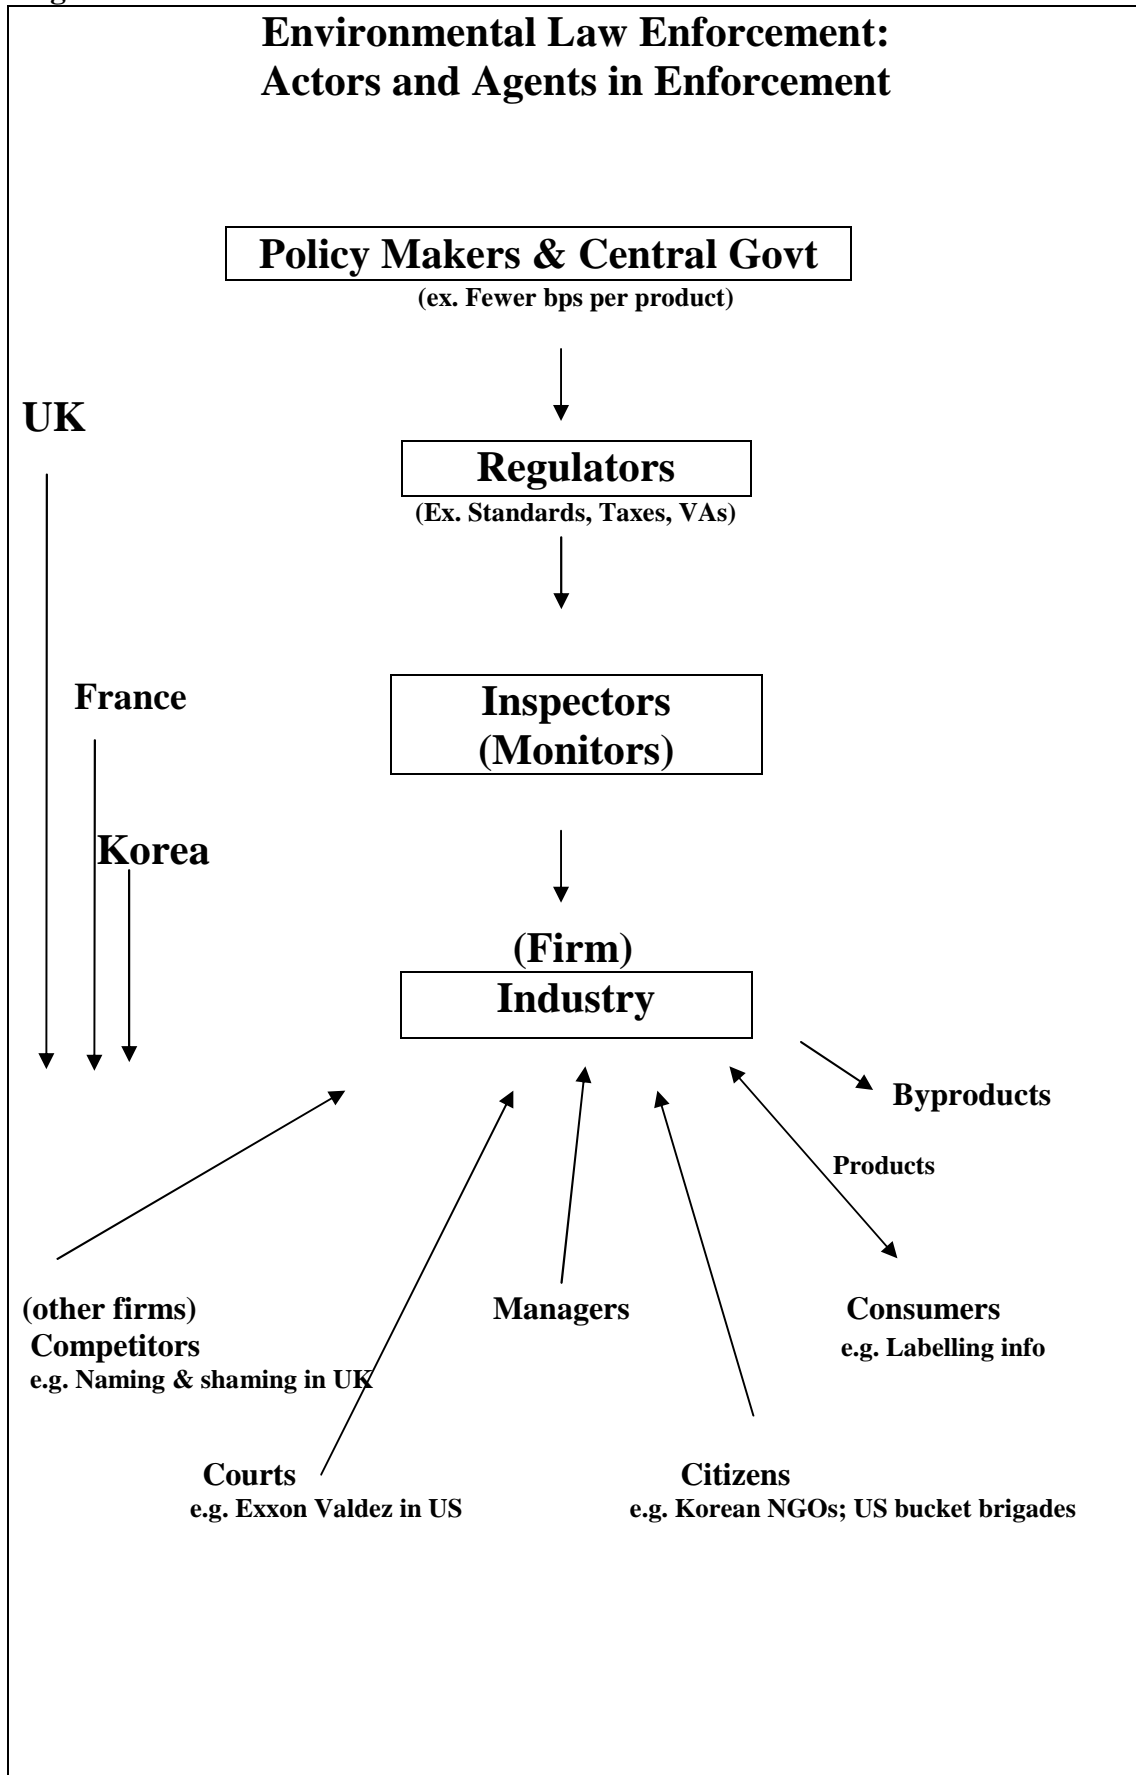 Environmental Law Enforcement:
Actors and Agents in Enforcement
Policy Makers & Central Govt
(ex. Fewer bps per product)
UK
Regulators
(Ex. Standards, Taxes, VAs)
France
Inspectors
(Monitors)
Korea
(Firm)
Industry
Byproducts
Products
(other firms)
Competitors
e.g. Naming & shaming in UK
Managers
Consumers
e.g. Labelling info
Courts
e.g. Exxon Valdez in US
Citizens
e.g. Korean NGOs; US bucket brigades